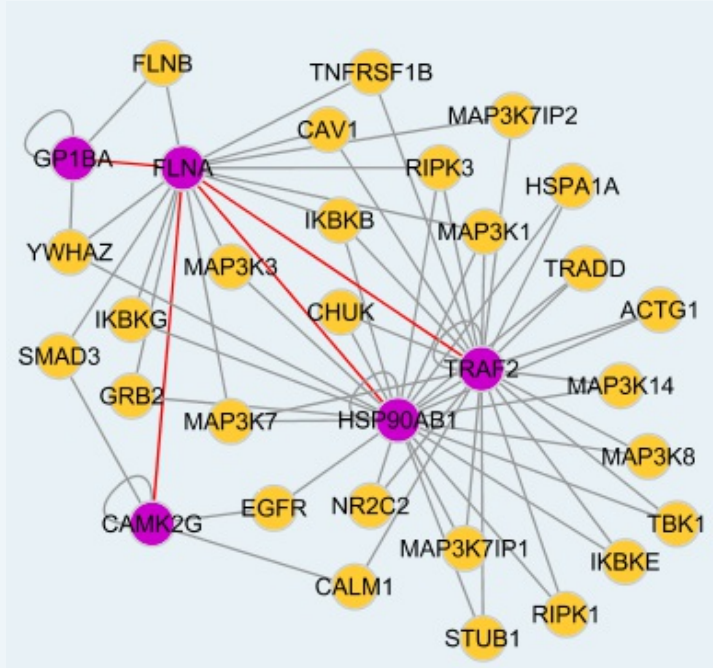 FLNB
TNFRSF1B
MAP3K7IP2
CAV1
GP1BA
FLNA
RIPK3
HSPA1A
IKBKB
MAP3K1
YWHAZ
MAP3K3
TRADD
CHUK
ACTG1
IKBKG
SMAD3
TRAF2
MAP3K14
GRB2
MAP3K7
HSP90AB1
MAP3K8
EGFR
NR2C2
CAMK2G
TBK1
MAP3K7IP1
IKBKE
CALM1
RIPK1
STUB1